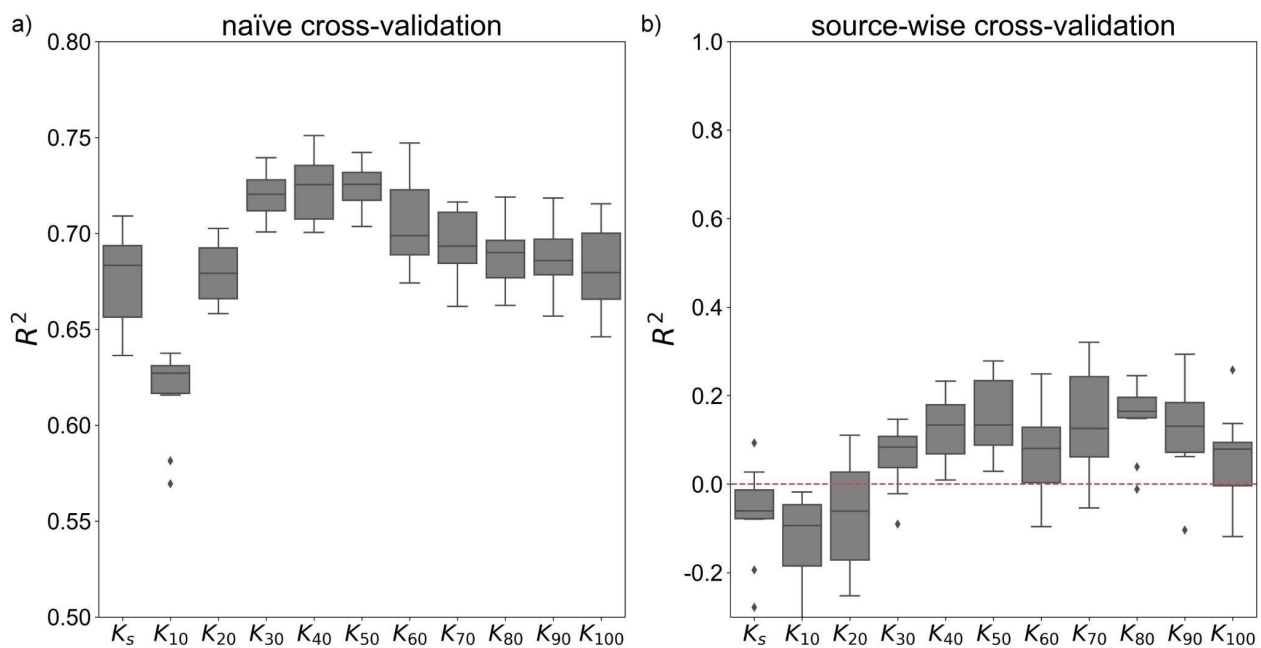 a) naïve cross-validation
0.80
0.75
0.70
0.65
0.60
0.55
0.50
R²
Kₛ K₁₀ K₂₀ K₃₀ K₄₀ K₅₀ K₆₀ K₇₀ K₈₀ K₉₀ K₁₀₀
b) source-wise cross-validation
1.0
0.8
0.6
0.4
0.2
0.0
-0.2
R²
Kₛ K₁₀ K₂₀ K₃₀ K₄₀ K₅₀ K₆₀ K₇₀ K₈₀ K₉₀ K₁₀₀